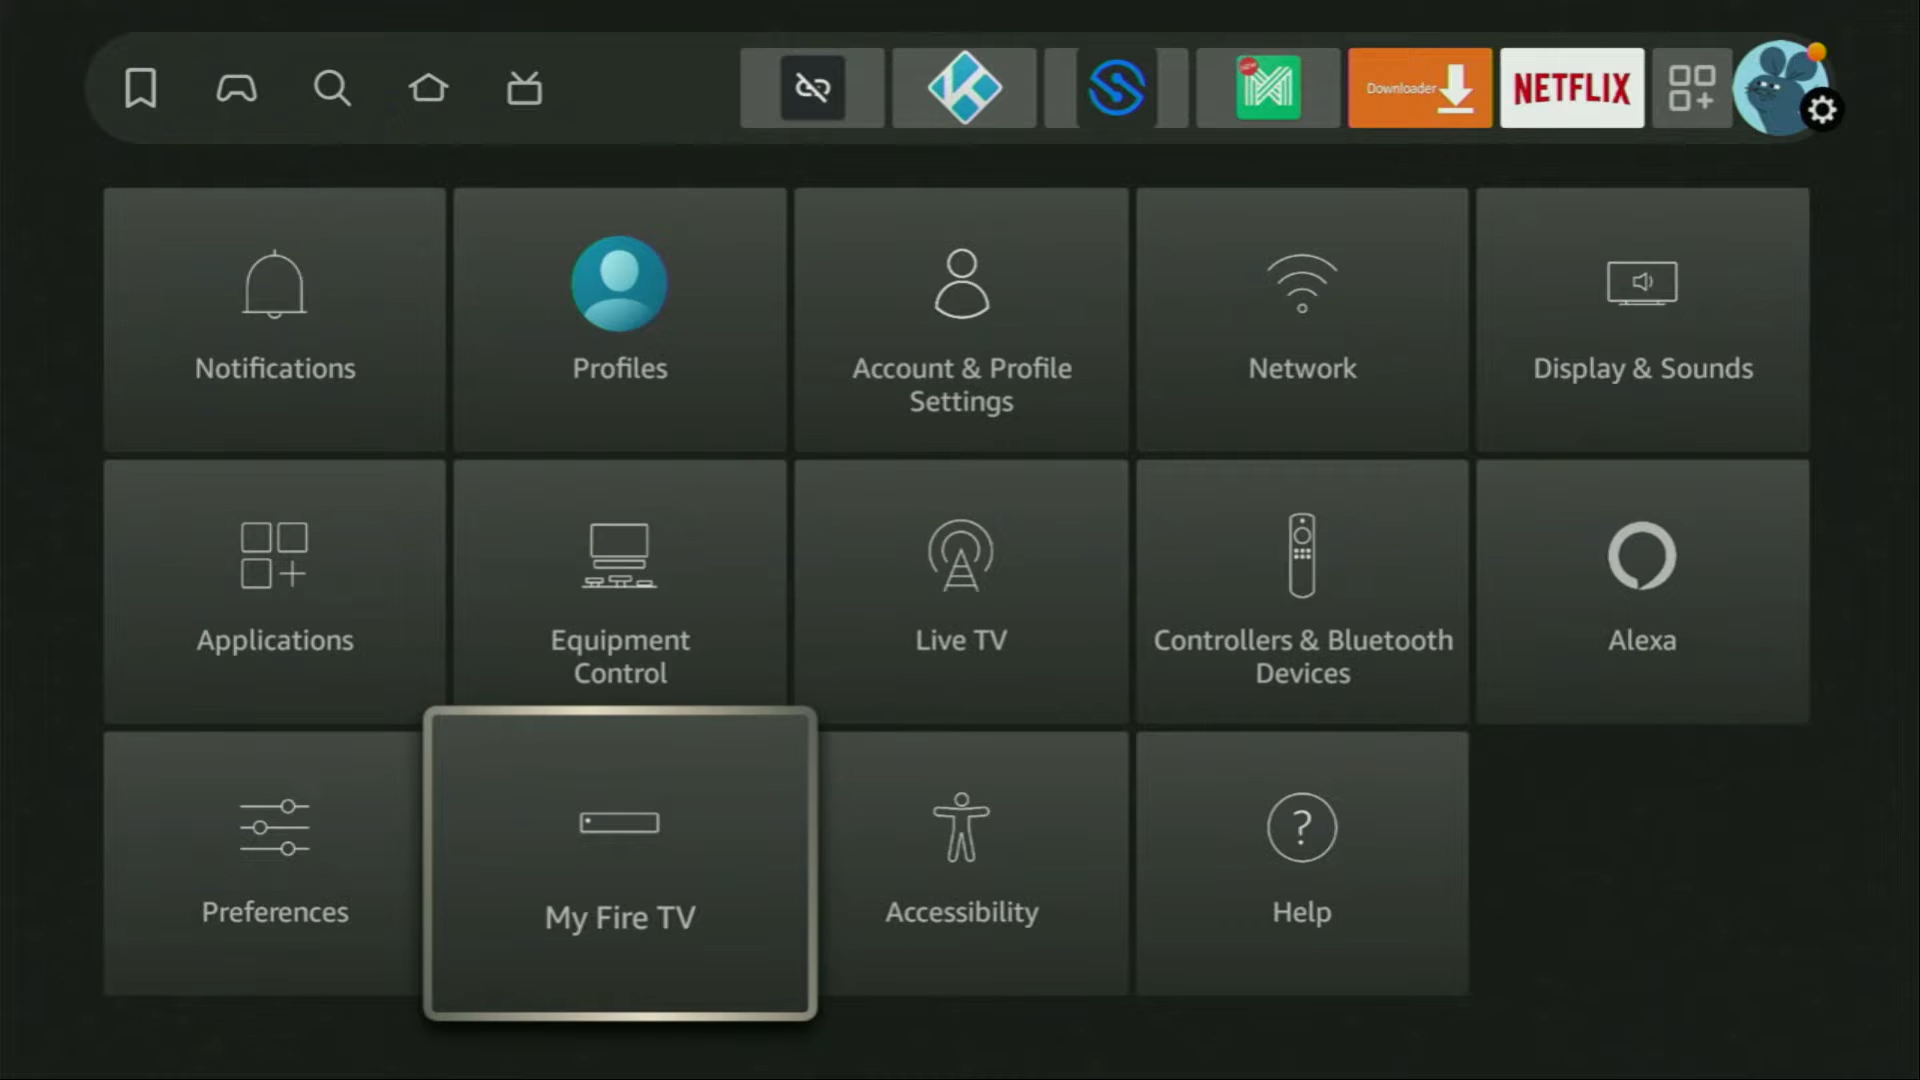 NEW
Downloader
NETFLIX
Notifications
Profiles
Account & Profile
Settings
Network
Display & Sounds
Applications
Equipment
Control
Live TV
Controllers & Bluetooth
Devices
Alexa
Preferences
My Fire TV
Accessibility
? Help